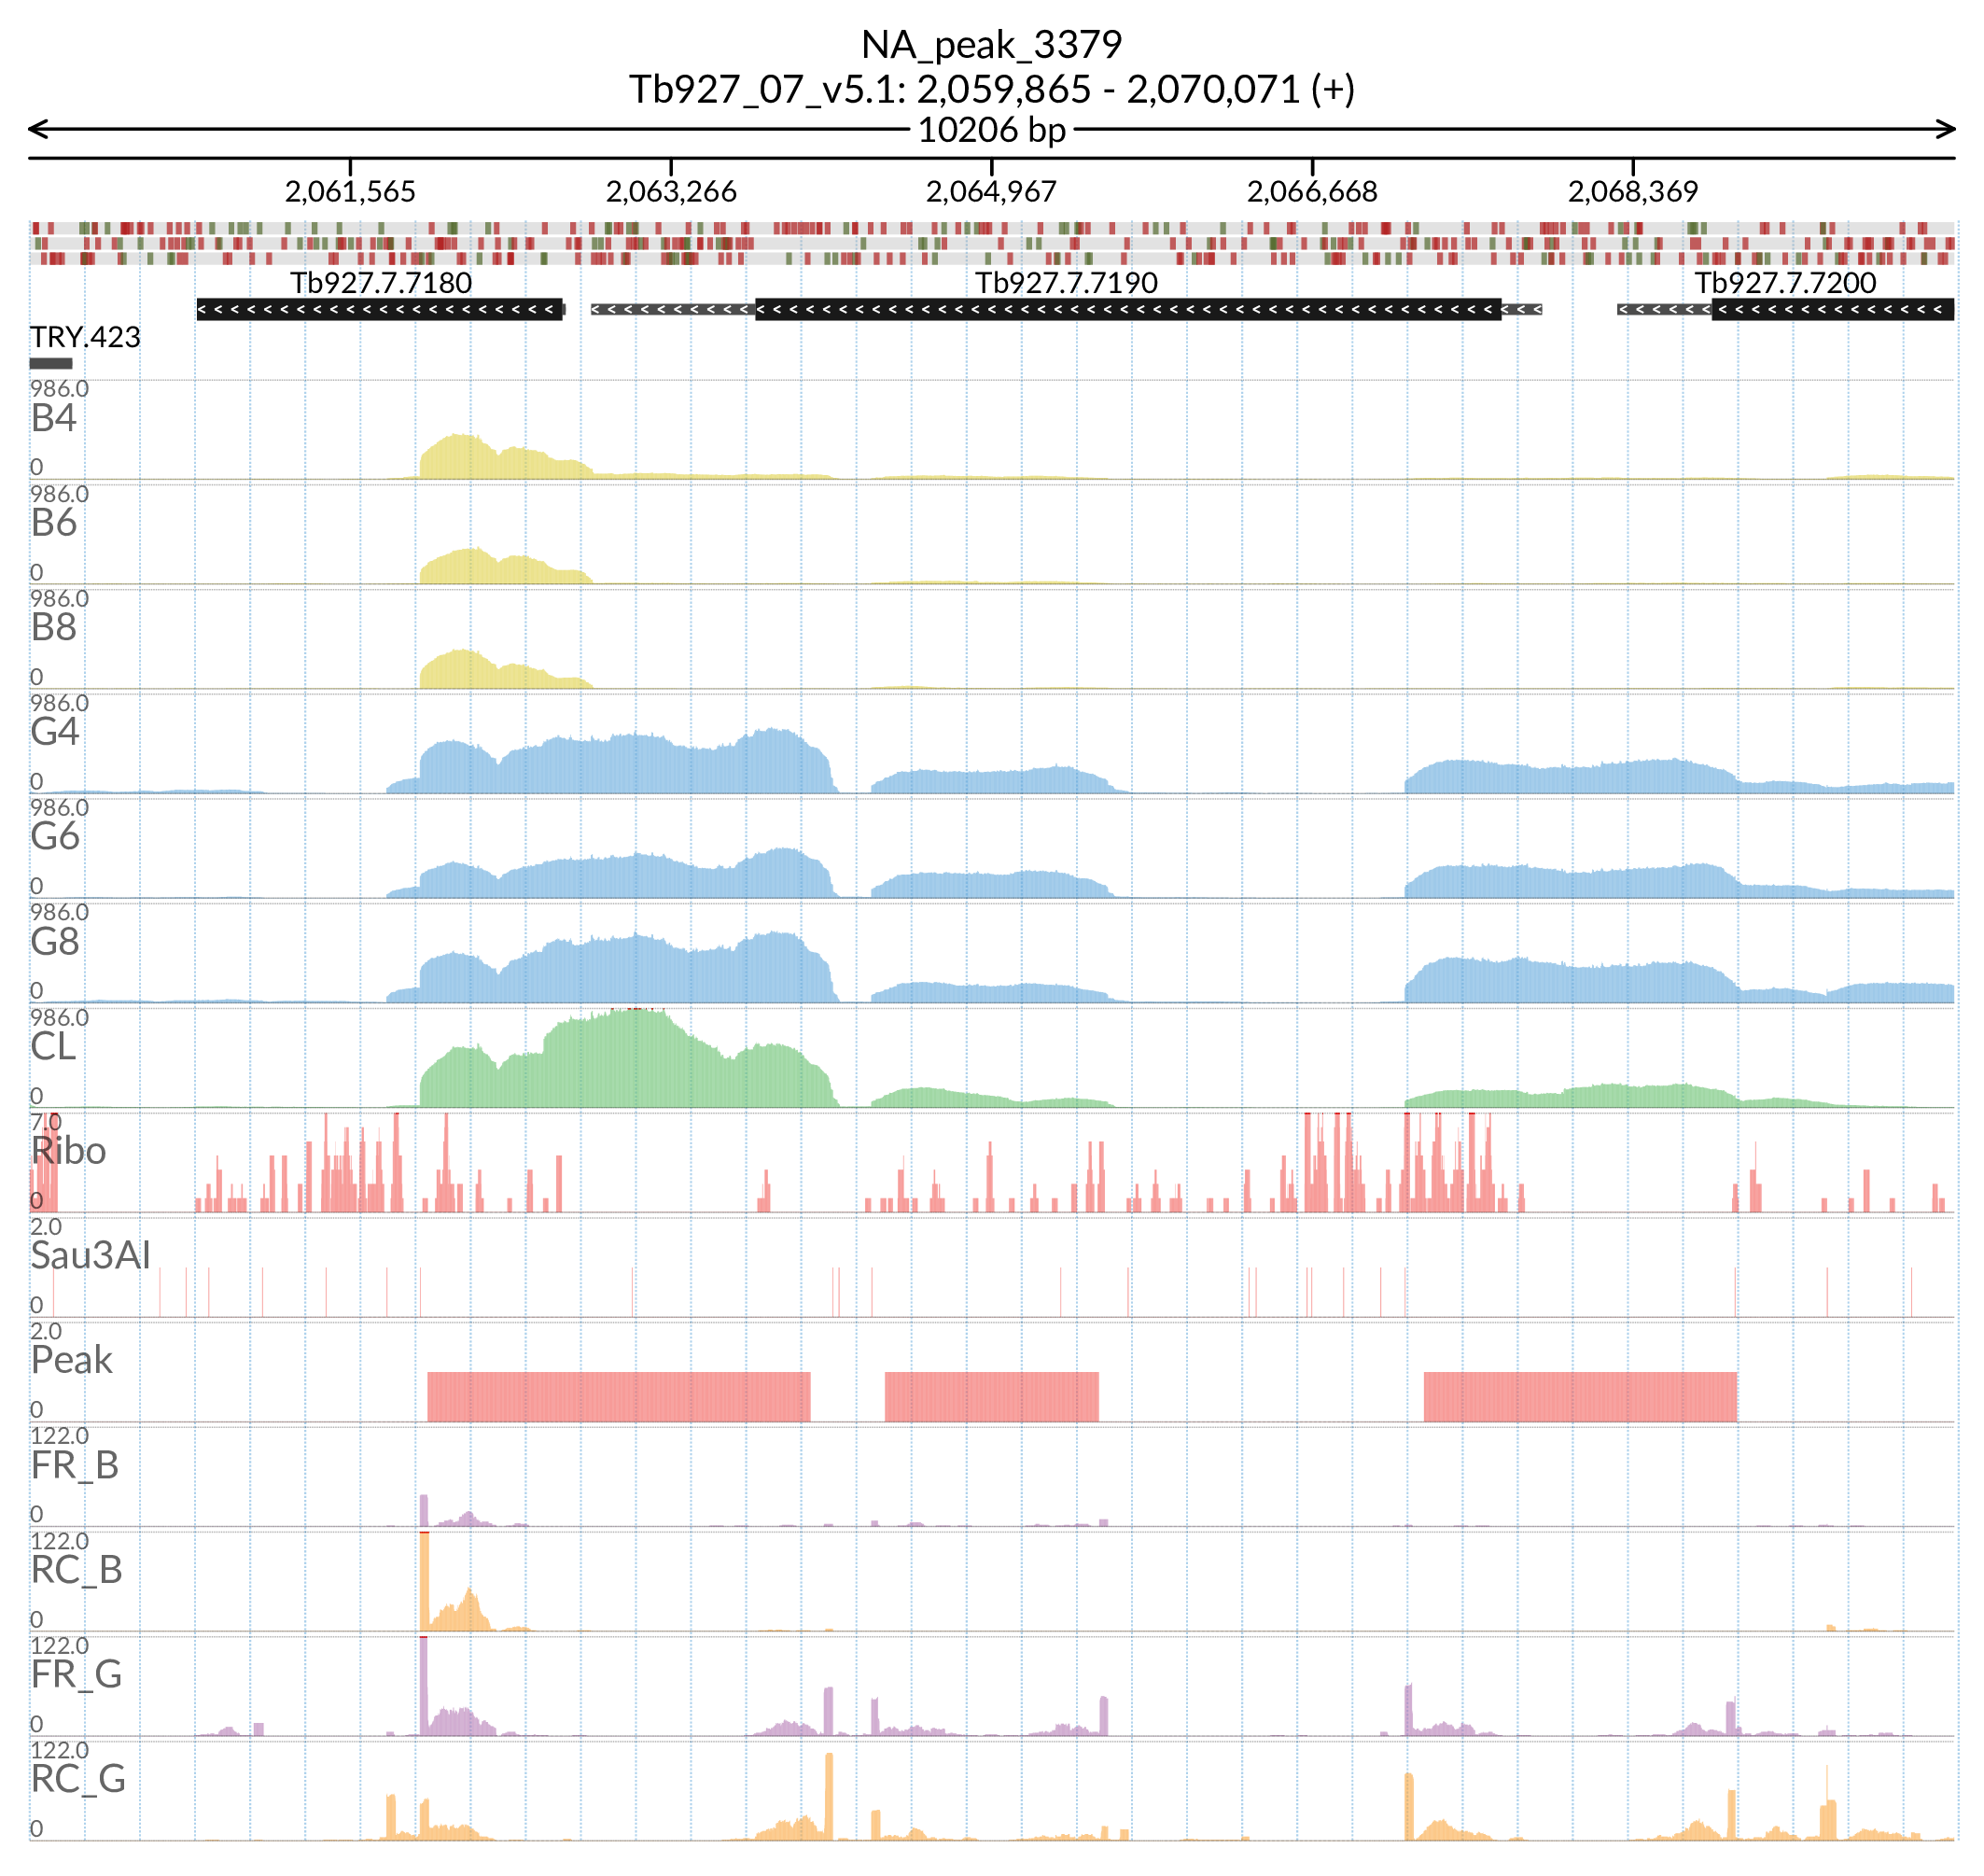 NA_peak_3379
Tb927_07_v5.1: 2,059,865 - 2,070,071 (+)
10206 bp
2,061,565 2,063,266 2,064,967 2,066,668 2,068,369
Tb927.7.7180 Tb927.7.7190 Tb927.7.7200
TRY.423
986.0
B4
0
986.0
B6
0
986.0
B8
0
986.0
G4
0
986.0
G6
0
986.0
G8
0
986.0
CL
0
7.0
Ribo
0
2.0
Sau3AI
0
2.0
Peak
0
122.0
FR_B
0
122.0
RC_B
0
122.0
FR_G
0
122.0
RC_G
0